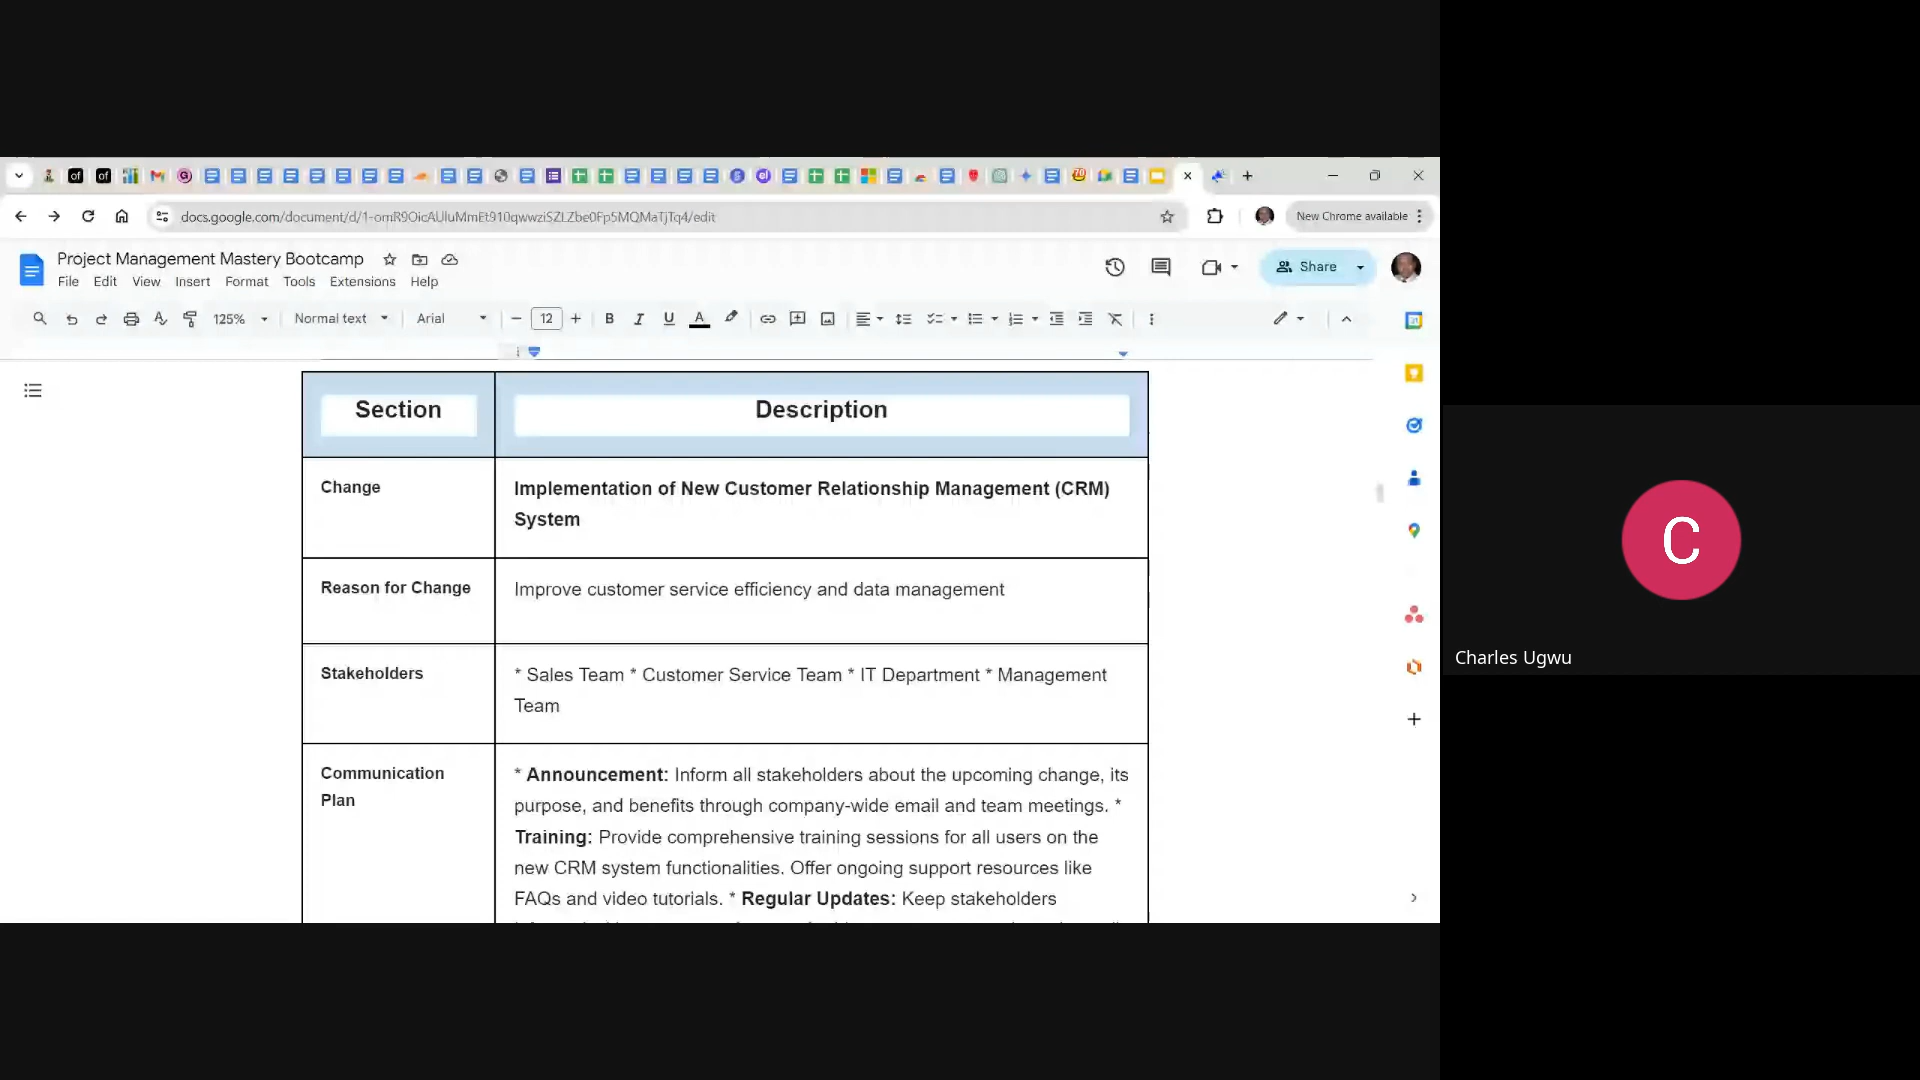 docs.google.com/document/d/1-omR9OicAUluMmEt910qwwziSZLZbe0Fp5MQMaTjTq4/edit
New Chrome available
Project Management Mastery Bootcamp
File Edit View Insert Format Tools Extensions Help
Share
125% Normal text Arial 12 B I U A
Section Description
Change
Implementation of New Customer Relationship Management (CRM)
System
Reason for Change
Improve customer service efficiency and data management
Stakeholders
* Sales Team * Customer Service Team * IT Department * Management
Team
Communication
Plan
* Announcement: Inform all stakeholders about the upcoming change, its
purpose, and benefits through company-wide email and team meetings. *
Training: Provide comprehensive training sessions for all users on the
new CRM system functionalities. Offer ongoing support resources like
FAQs and video tutorials. * Regular Updates: Keep stakeholders
C
Charles Ugwu